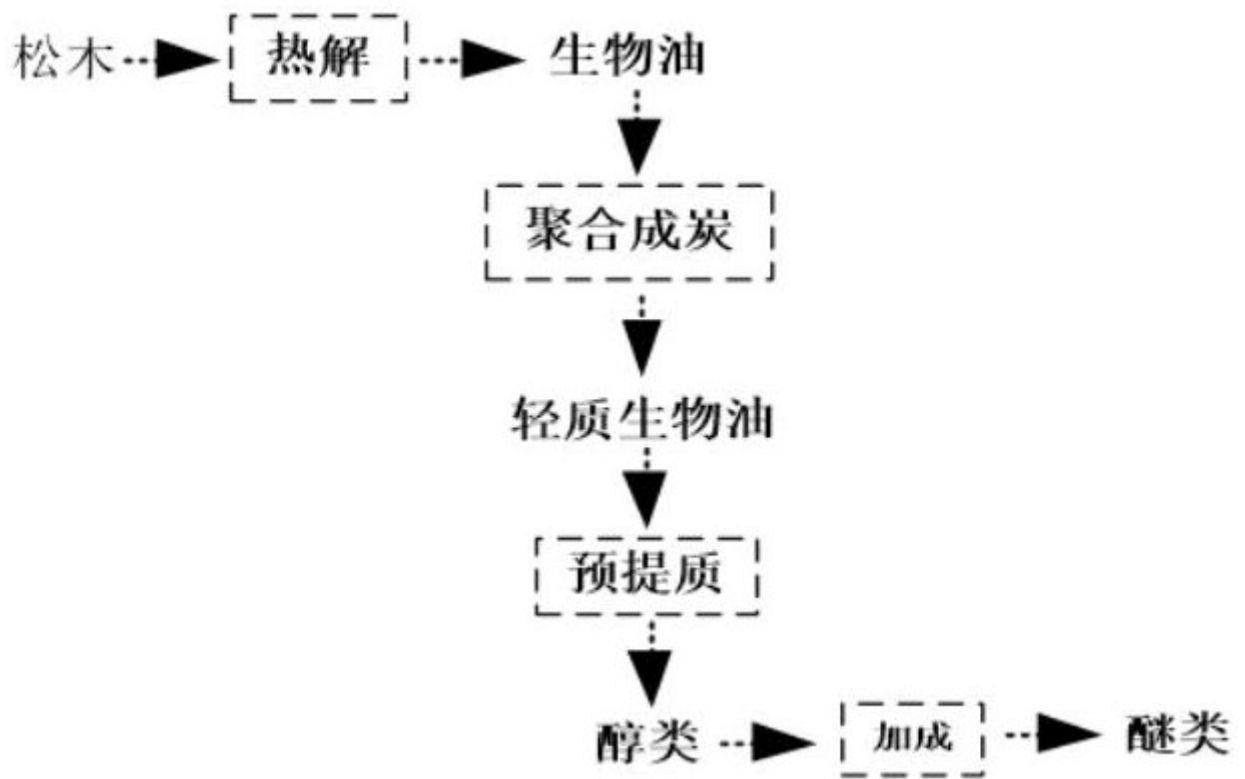 松木 热解 生物油
聚合成炭
轻质生物油
预提质
醇类 加成 醚类